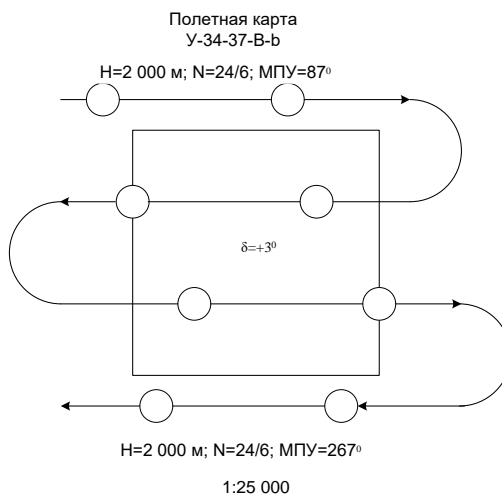 Полетная карта
У-34-37-В-b
H=2 000 м; N=24/6; МПУ=87⁰
δ=+3⁰
H=2 000 м; N=24/6; МПУ=267⁰
1:25 000